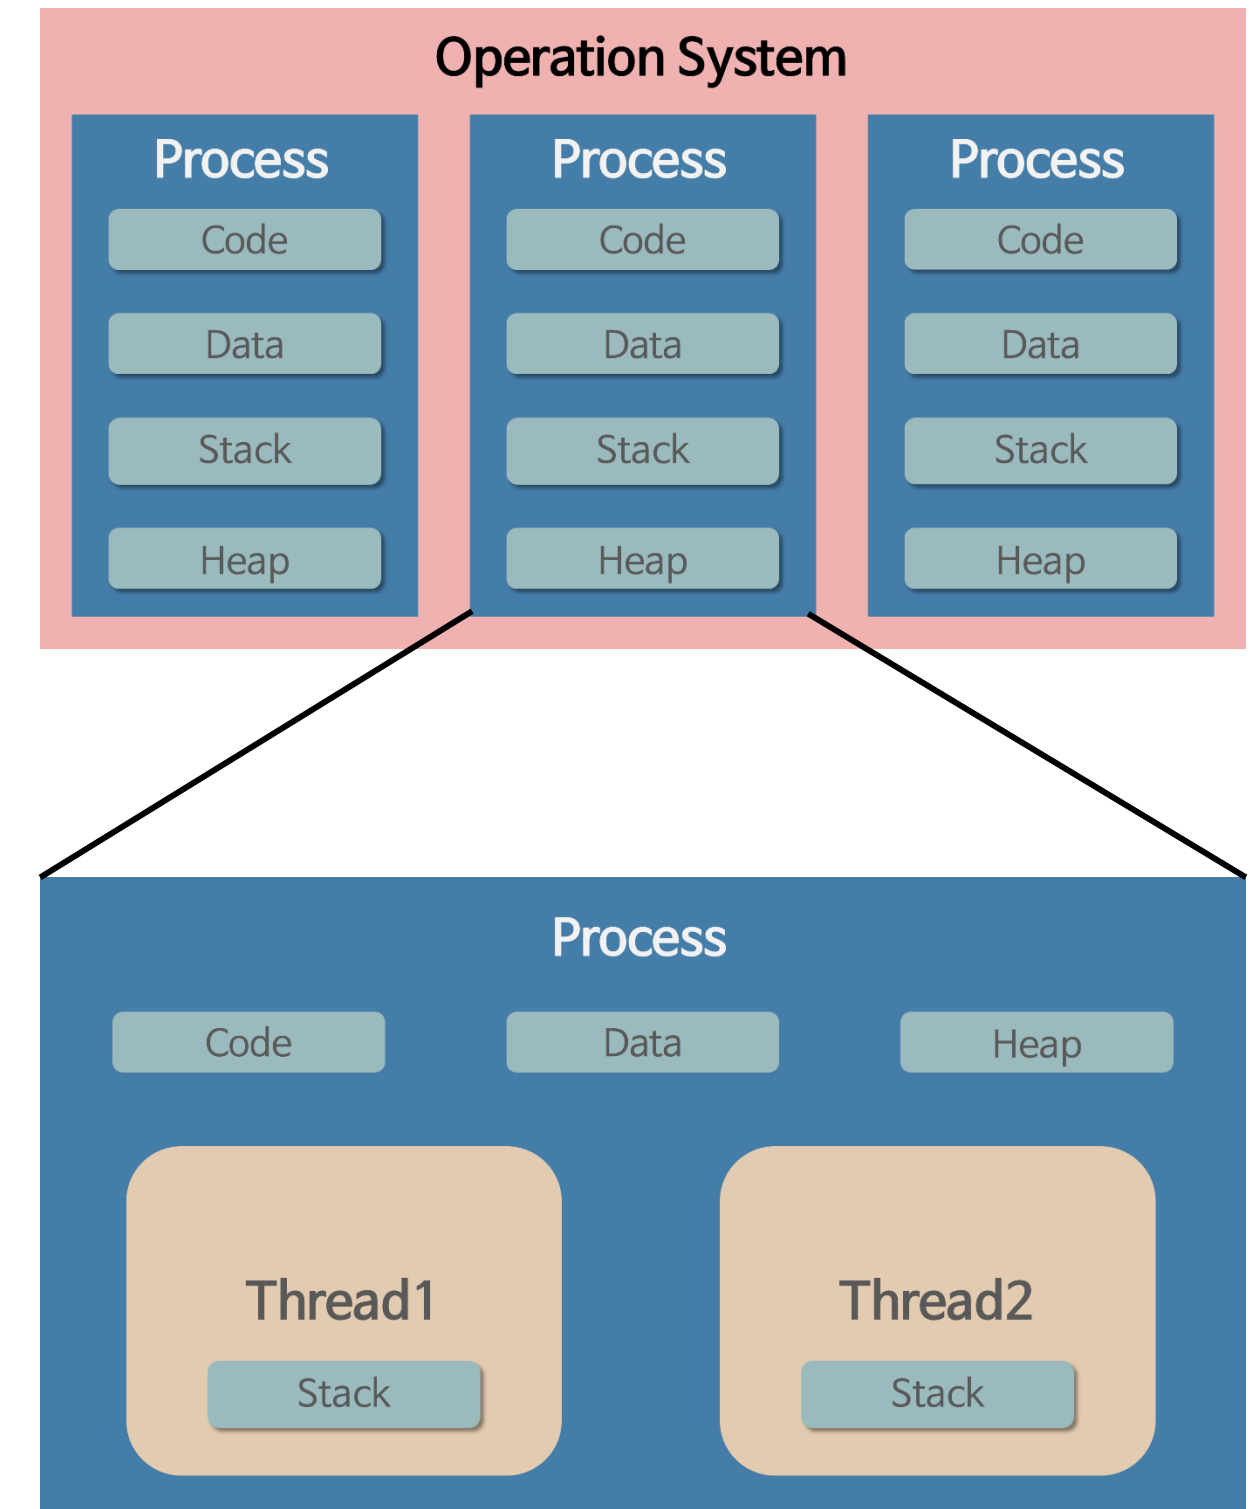 Operation System
Process Process Process
Code Code Code
Data Data Data
Stack Stack Stack
Heap Heap Heap
Process
Code Data Heap
Thread1 Thread2
Stack Stack